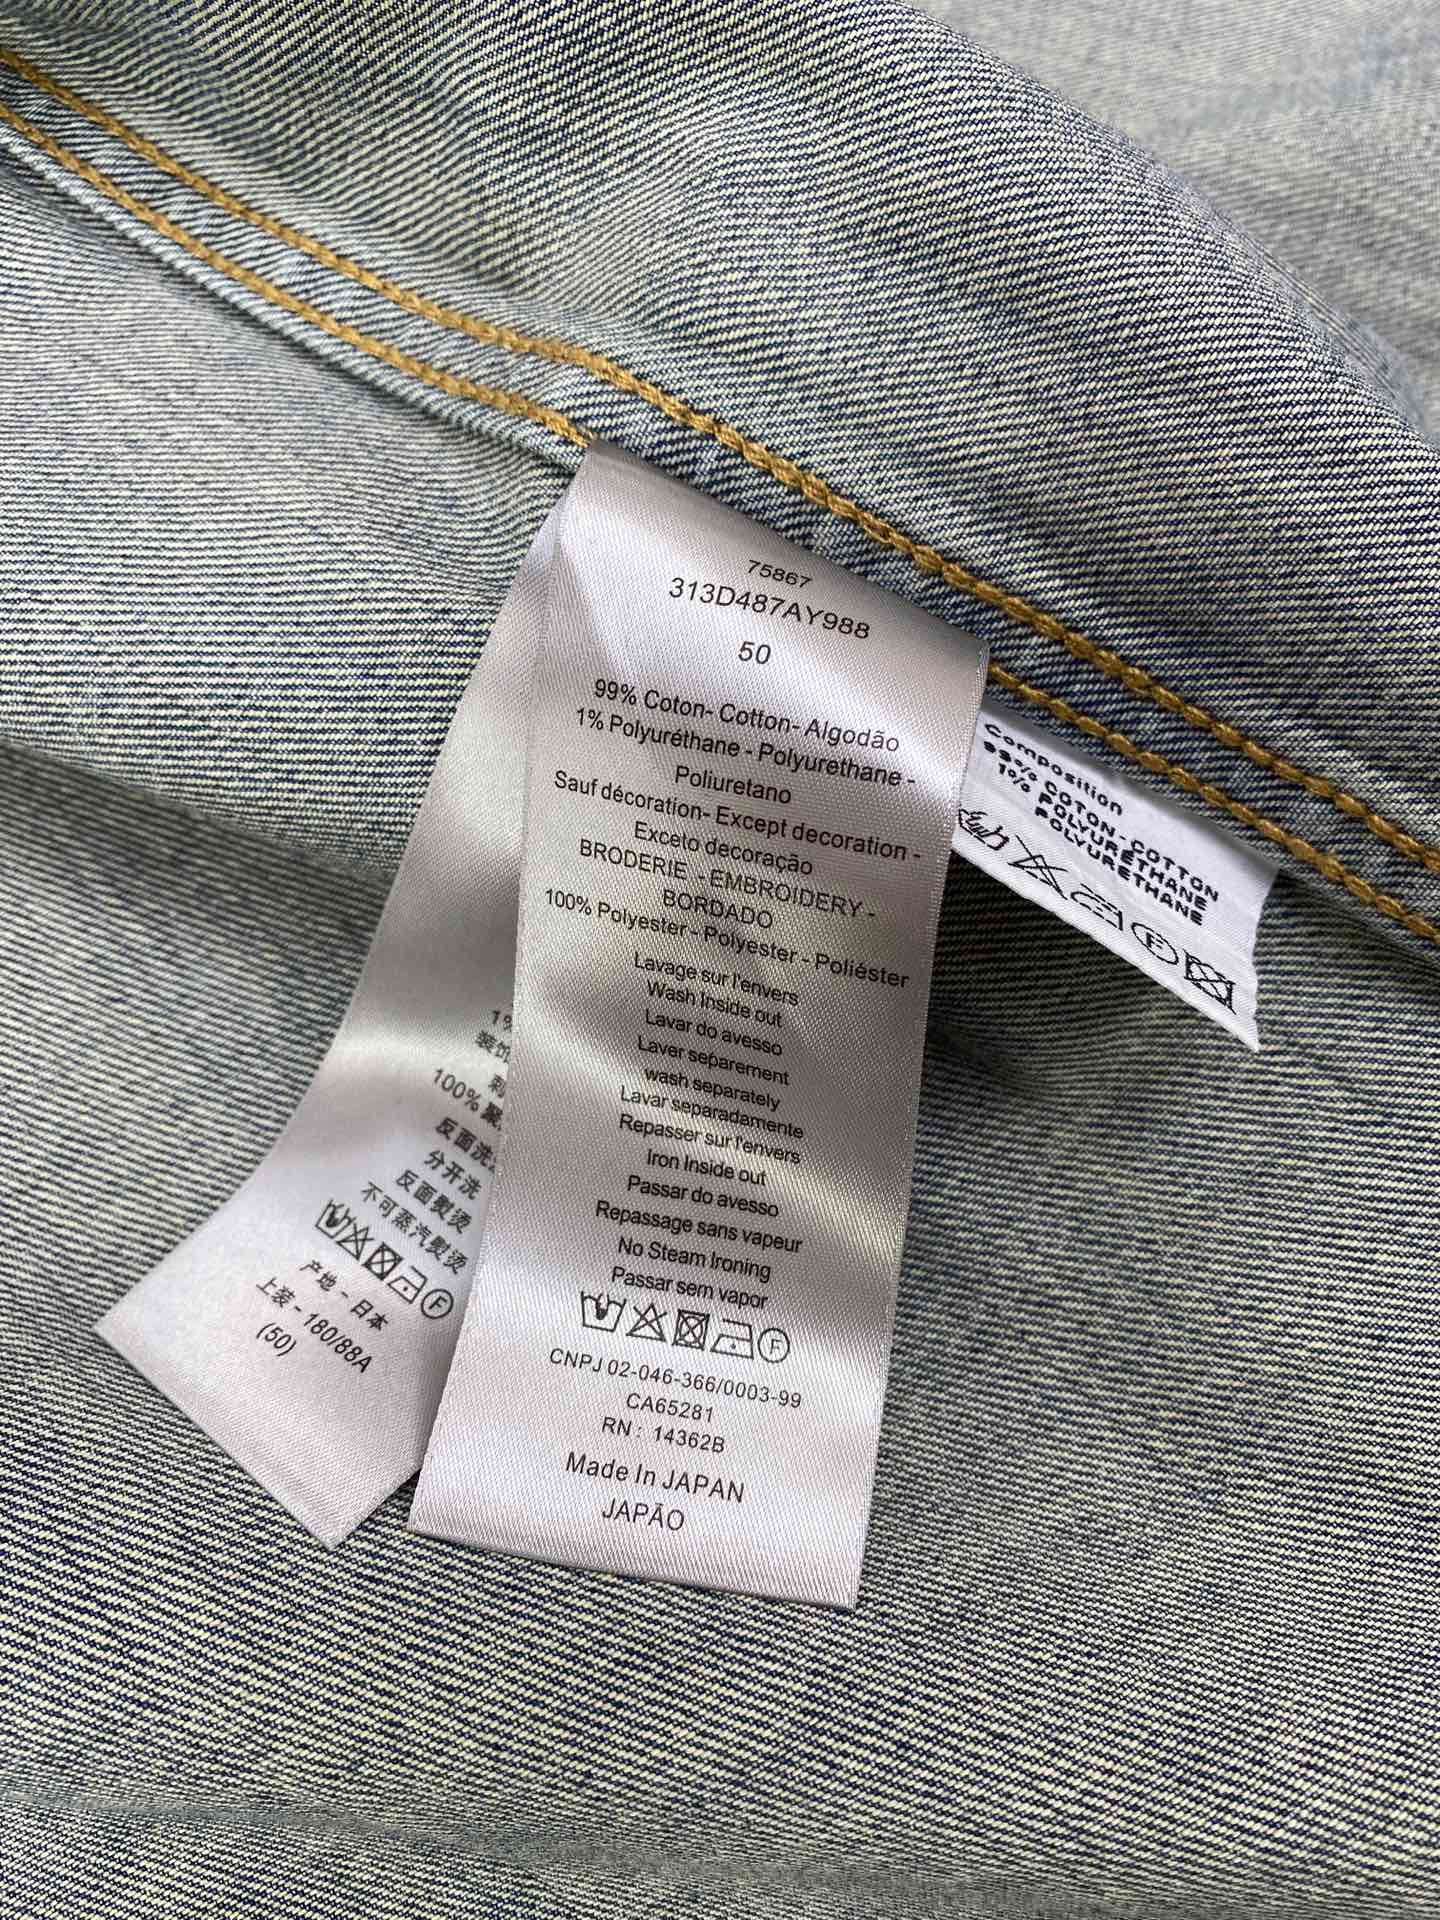 75867
313D487AY988
50
99% Coton- Cotton- Algodão
1% Polyuréthane - Polyurethane -
Poliuretano
Sauf décoration- Except decoration -
Exceto decoração
BRODERIE - EMBROIDERY -
BORDADO
100% Polyester - Polyester - Poliéster
Lavage sur l'envers
Wash Inside out
Lavar do avesso
Laver separement
wash separately
Lavar separadamente
Repasser sur l'envers
Iron Inside out
Passar do avesso
Repassage sans vapeur
No Steam Ironing
Passar sem vapor
F
CNPJ 02-046-366/0003-99
CA65281
RN : 14362B
Made In JAPAN
JAPÃO
Composition
99% COTON-COTTON
1% POLYURÉTHANE
POLYURETHANE
F
1%
装饰
刺
100% 聚
反面洗
分开洗
反面熨烫
不可蒸汽熨烫
F
产地 - 日本
上装 - 180/88A
(50)